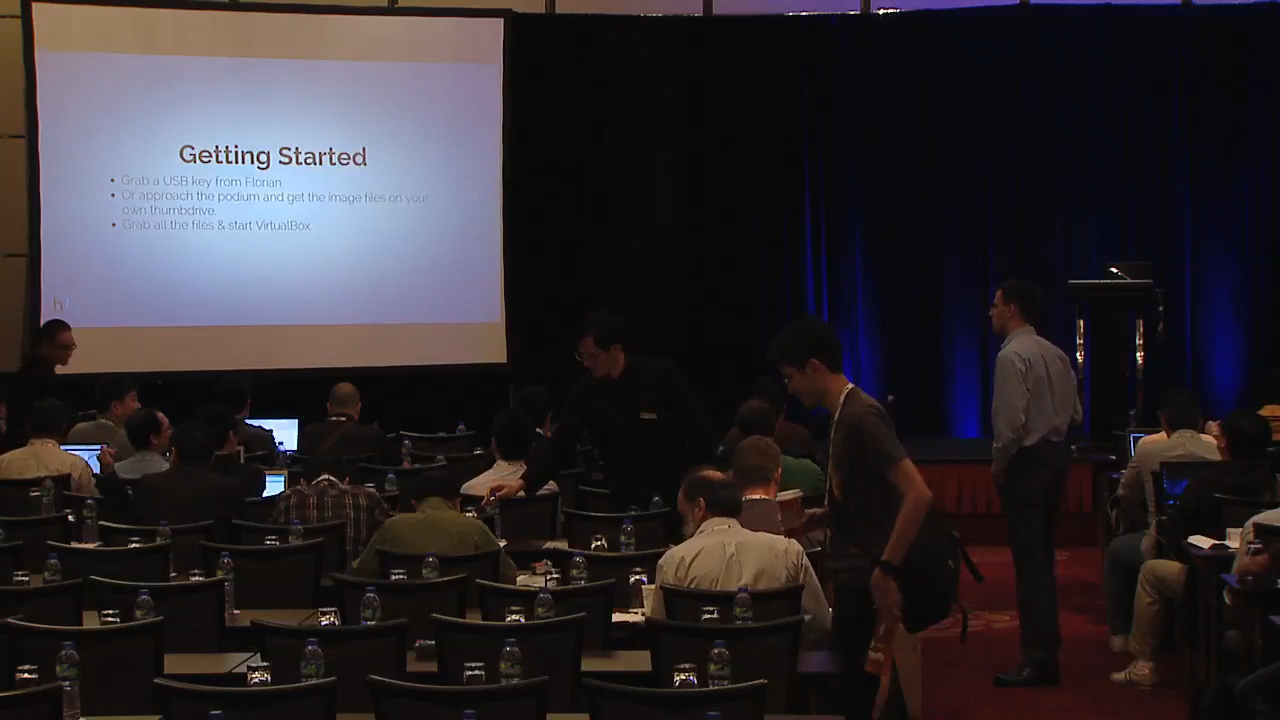 Getting Started
• Grab a USB key from Florian.
• Or approach the podium and get the image files on your
own thumbdrive.
• Grab all the files & start VirtualBox.
h